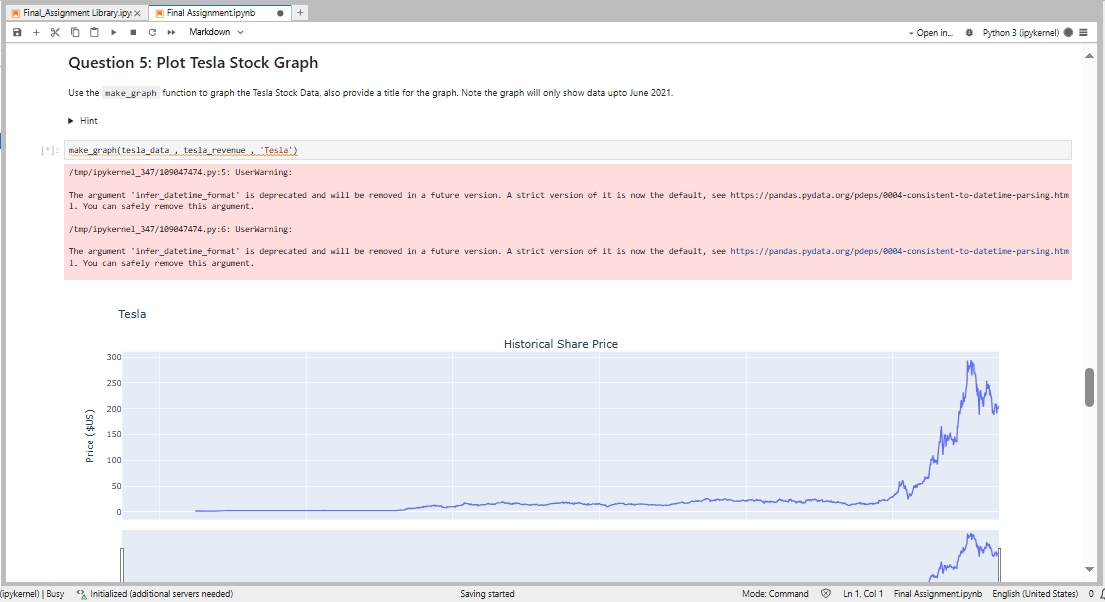 Final_Assignment Library.ipyr
Final Assignment.ipynb
Markdown
Open in...
Python 3 (ipykernel)
Question 5: Plot Tesla Stock Graph
Use the make_graph function to graph the Tesla Stock Data, also provide a title for the graph. Note the graph will only show data upto June 2021.
Hint
[*]:
make_graph(tesla_data , tesla_revenue , 'Tesla')
/tmp/ipykernel_347/109047474.py:5: UserWarning:
The argument 'infer_datetime_format' is deprecated and will be removed in a future version. A strict version of it is now the default, see https://pandas.pydata.org/pdeps/0004-consistent-to-datetime-parsing.htm
l. You can safely remove this argument.
/tmp/ipykernel_347/109047474.py:6: UserWarning:
The argument 'infer_datetime_format' is deprecated and will be removed in a future version. A strict version of it is now the default, see https://pandas.pydata.org/pdeps/0004-consistent-to-datetime-parsing.htm
l. You can safely remove this argument.
Tesla
Historical Share Price
Price ($US)
300
250
200
150
100
50
0
(ipykernel) | Busy
Initialized (additional servers needed)
Saving started
Mode: Command
Ln 1, Col 1
Final Assignment.ipynb
English (United States)
0